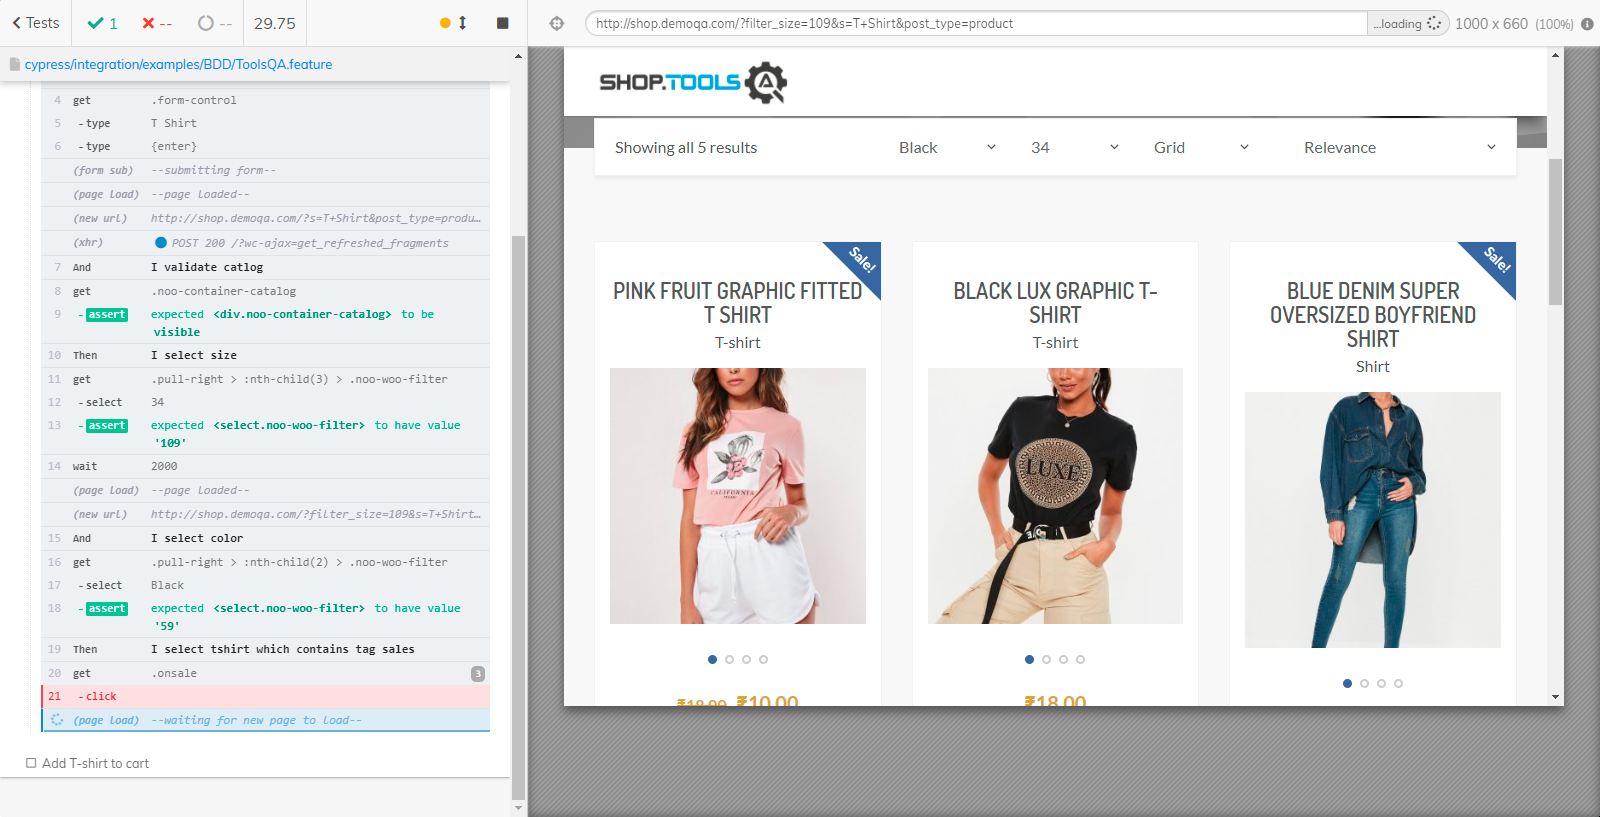 Tests
1
--
--
29.75
http://shop.demoqa.com/?filter_size=109&s=T+Shirt&post_type=product
...loading
1000 x 660 (100%)
cypress/integration/examples/BDD/ToolsQA.feature
4 get .form-control
5 -type T Shirt
6 -type {enter}
(form sub) --submitting form--
(page load) --page loaded--
(new url) http://shop.demoqa.com/?s=T+Shirt&post_type=produ…
(xhr) POST 200 /?wc-ajax=get_refreshed_fragments
7 And I validate catlog
8 get .noo-container-catalog
9 -assert expected <div.noo-container-catalog> to be
visible
10 Then I select size
11 get .pull-right > :nth-child(3) > .noo-woo-filter
12 -select 34
13 -assert expected <select.noo-woo-filter> to have value
'109'
14 wait 2000
(page load) --page loaded--
(new url) http://shop.demoqa.com/?filter_size=109&s=T+Shirt…
15 And I select color
16 get .pull-right > :nth-child(2) > .noo-woo-filter
17 -select Black
18 -assert expected <select.noo-woo-filter> to have value
'59'
19 Then I select tshirt which contains tag sales
20 get .onsale 3
21 -click
(page load) --waiting for new page to load--
Add T-shirt to cart
SHOP.TOOLS
Showing all 5 results
Black
34
Grid
Relevance
Sale!
PINK FRUIT GRAPHIC FITTED
T SHIRT
T-shirt
CALIFORNIA
₹18.00 ₹10.00
BLACK LUX GRAPHIC T-
SHIRT
T-shirt
LUXE
₹18.00
Sale!
BLUE DENIM SUPER
OVERSIZED BOYFRIEND
SHIRT
Shirt